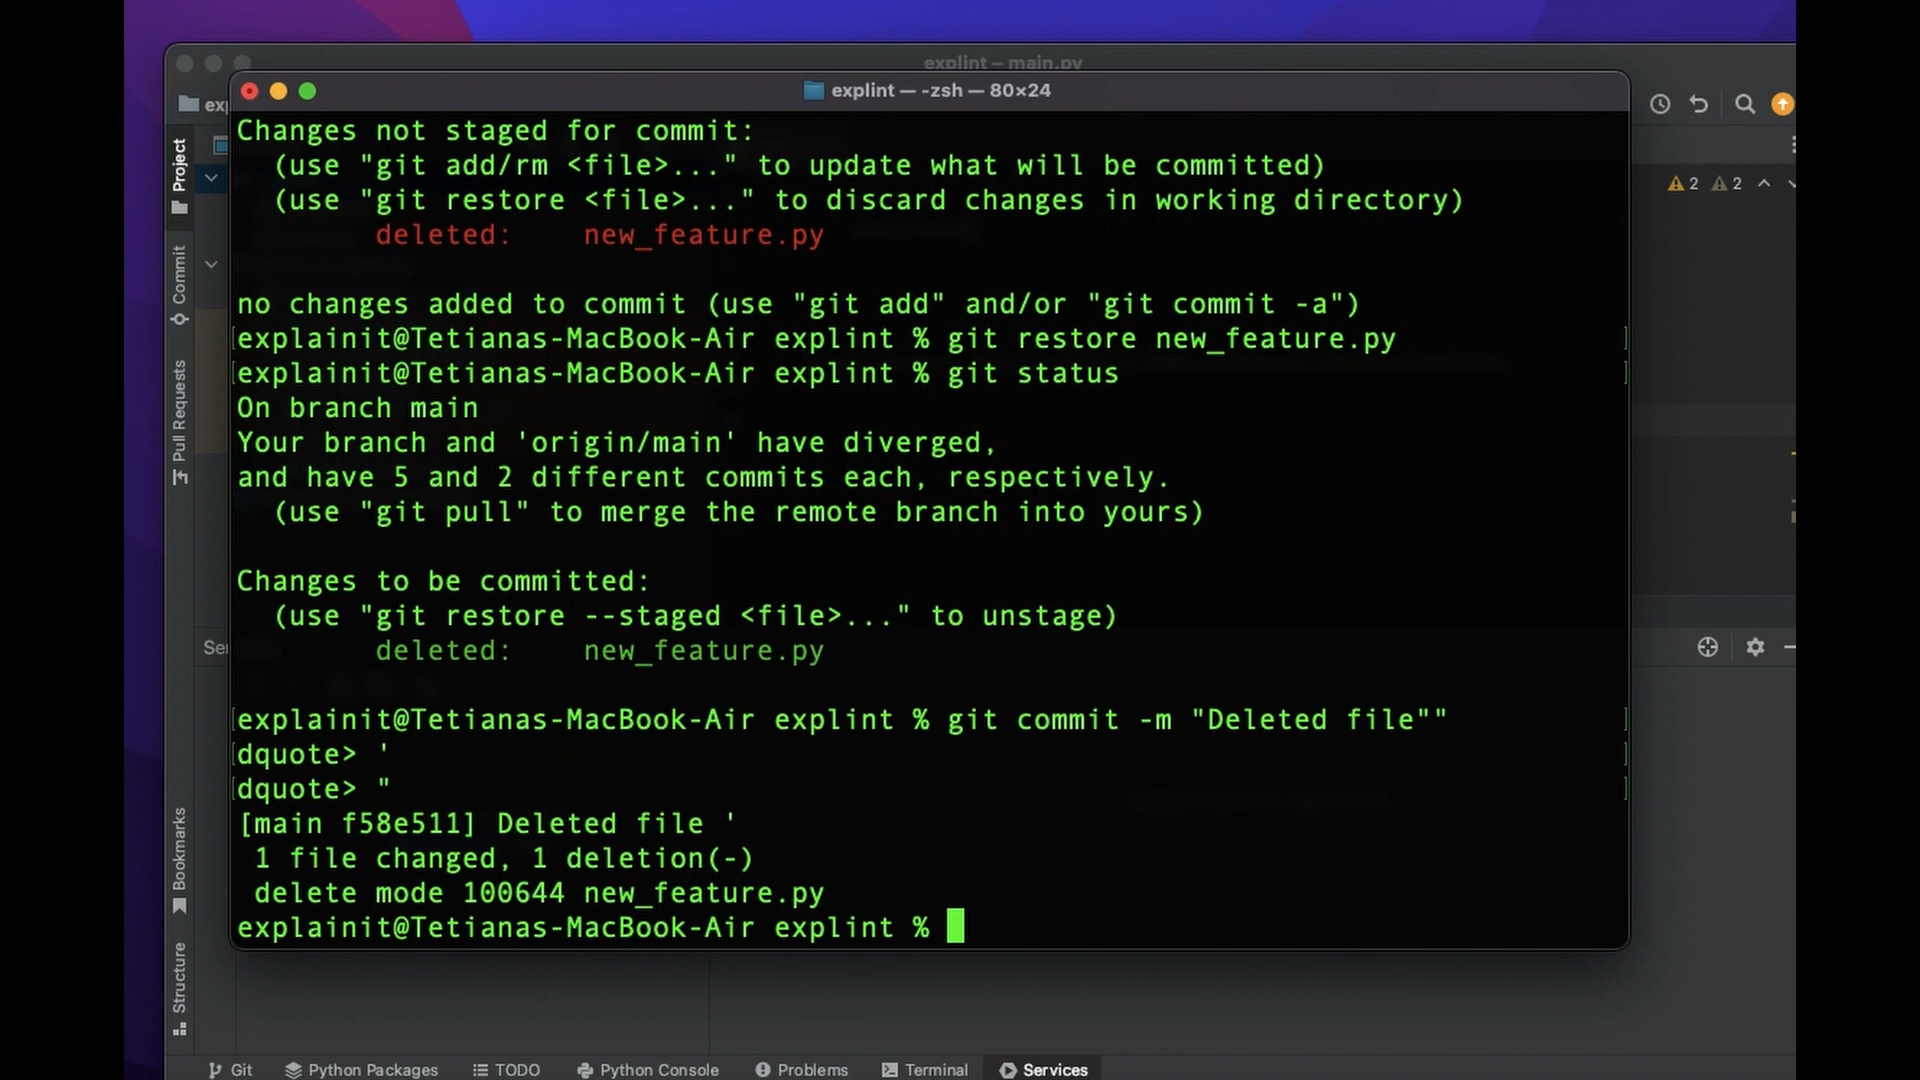 explint – main.py
exp
explint — -zsh — 80×24
Changes not staged for commit:
(use "git add/rm <file>..." to update what will be committed)
(use "git restore <file>..." to discard changes in working directory)
deleted: new_feature.py
no changes added to commit (use "git add" and/or "git commit -a")
[explainit@Tetianas-MacBook-Air explint % git restore new_feature.py ]
[explainit@Tetianas-MacBook-Air explint % git status ]
On branch main
Your branch and 'origin/main' have diverged,
and have 5 and 2 different commits each, respectively.
(use "git pull" to merge the remote branch into yours)
Changes to be committed:
(use "git restore --staged <file>..." to unstage)
deleted: new_feature.py
[explainit@Tetianas-MacBook-Air explint % git commit -m "Deleted file"" ]
[dquote> ' ]
[dquote> " ]
[main f58e511] Deleted file '
1 file changed, 1 deletion(-)
delete mode 100644 new_feature.py
explainit@Tetianas-MacBook-Air explint %
Project
Commit
Pull Requests
Bookmarks
Structure
2 2
Ser
Git Python Packages TODO Python Console Problems Terminal Services